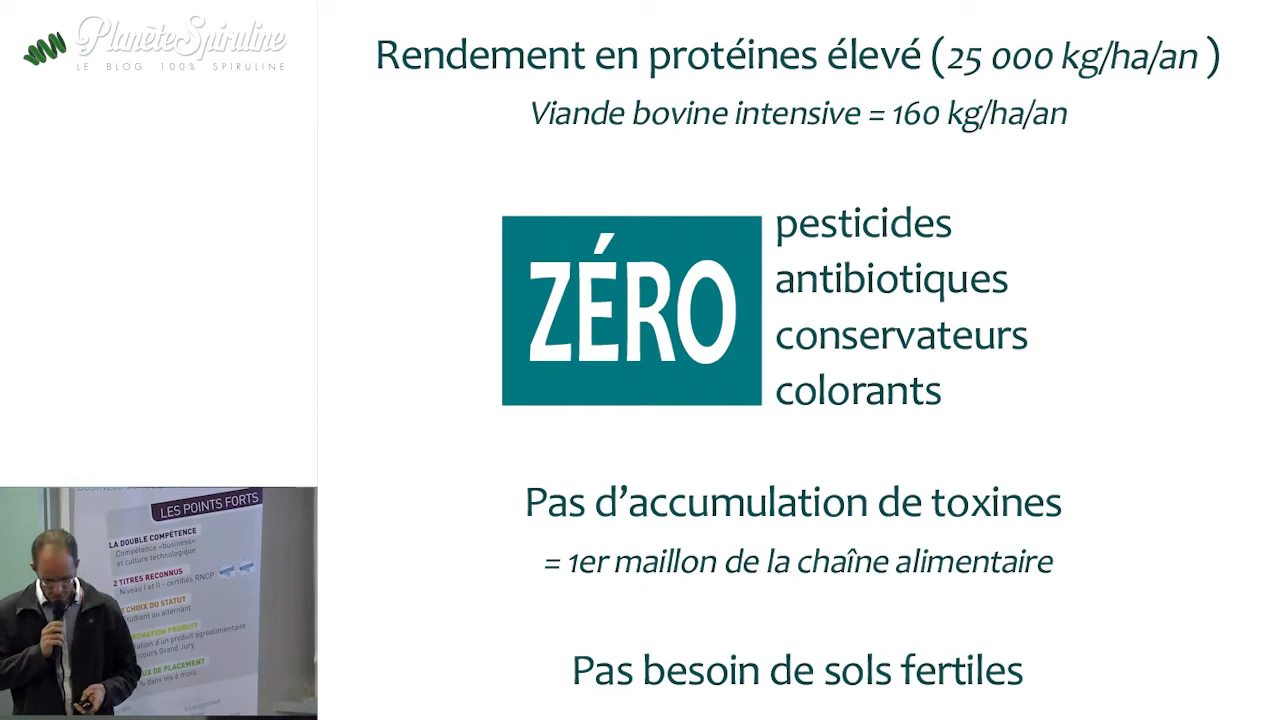 PlanèteSpiruline
LE BLOG 100% SPIRULINE
Rendement en protéines élevé (25 000 kg/ha/an )
Viande bovine intensive = 160 kg/ha/an
ZÉRO
pesticides
antibiotiques
conservateurs
colorants
Pas d’accumulation de toxines
= 1er maillon de la chaîne alimentaire
Pas besoin de sols fertiles
LES POINTS FORTS
LA DOUBLE COMPÉTENCE
Compétence «business»
et culture technologique
2 TITRES RECONNUS
Niveau I et II - certifiés RNCP
CHOIX DU STATUT
ou alternant
PRODUIT
d'un produit agroalimentaire
Grand Jury
DE PLACEMENT
dans les 6 mois